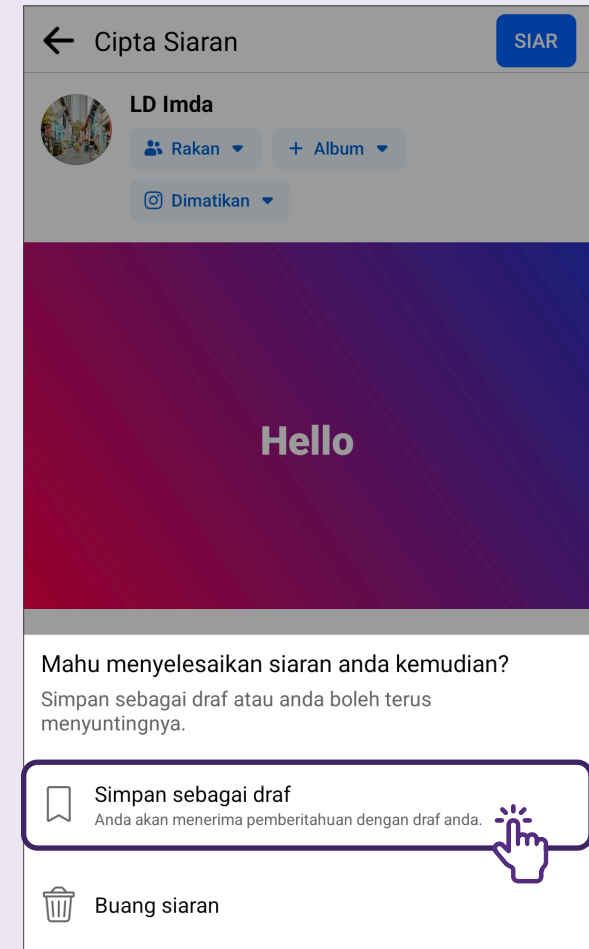 Cipta Siaran
SIAR
LD Imda
Rakan
+ Album
Dimatikan
Hello
Mahu menyelesaikan siaran anda kemudian?
Simpan sebagai draf atau anda boleh terus
menyuntingnya.
Simpan sebagai draf
Anda akan menerima pemberitahuan dengan draf anda.
Buang siaran